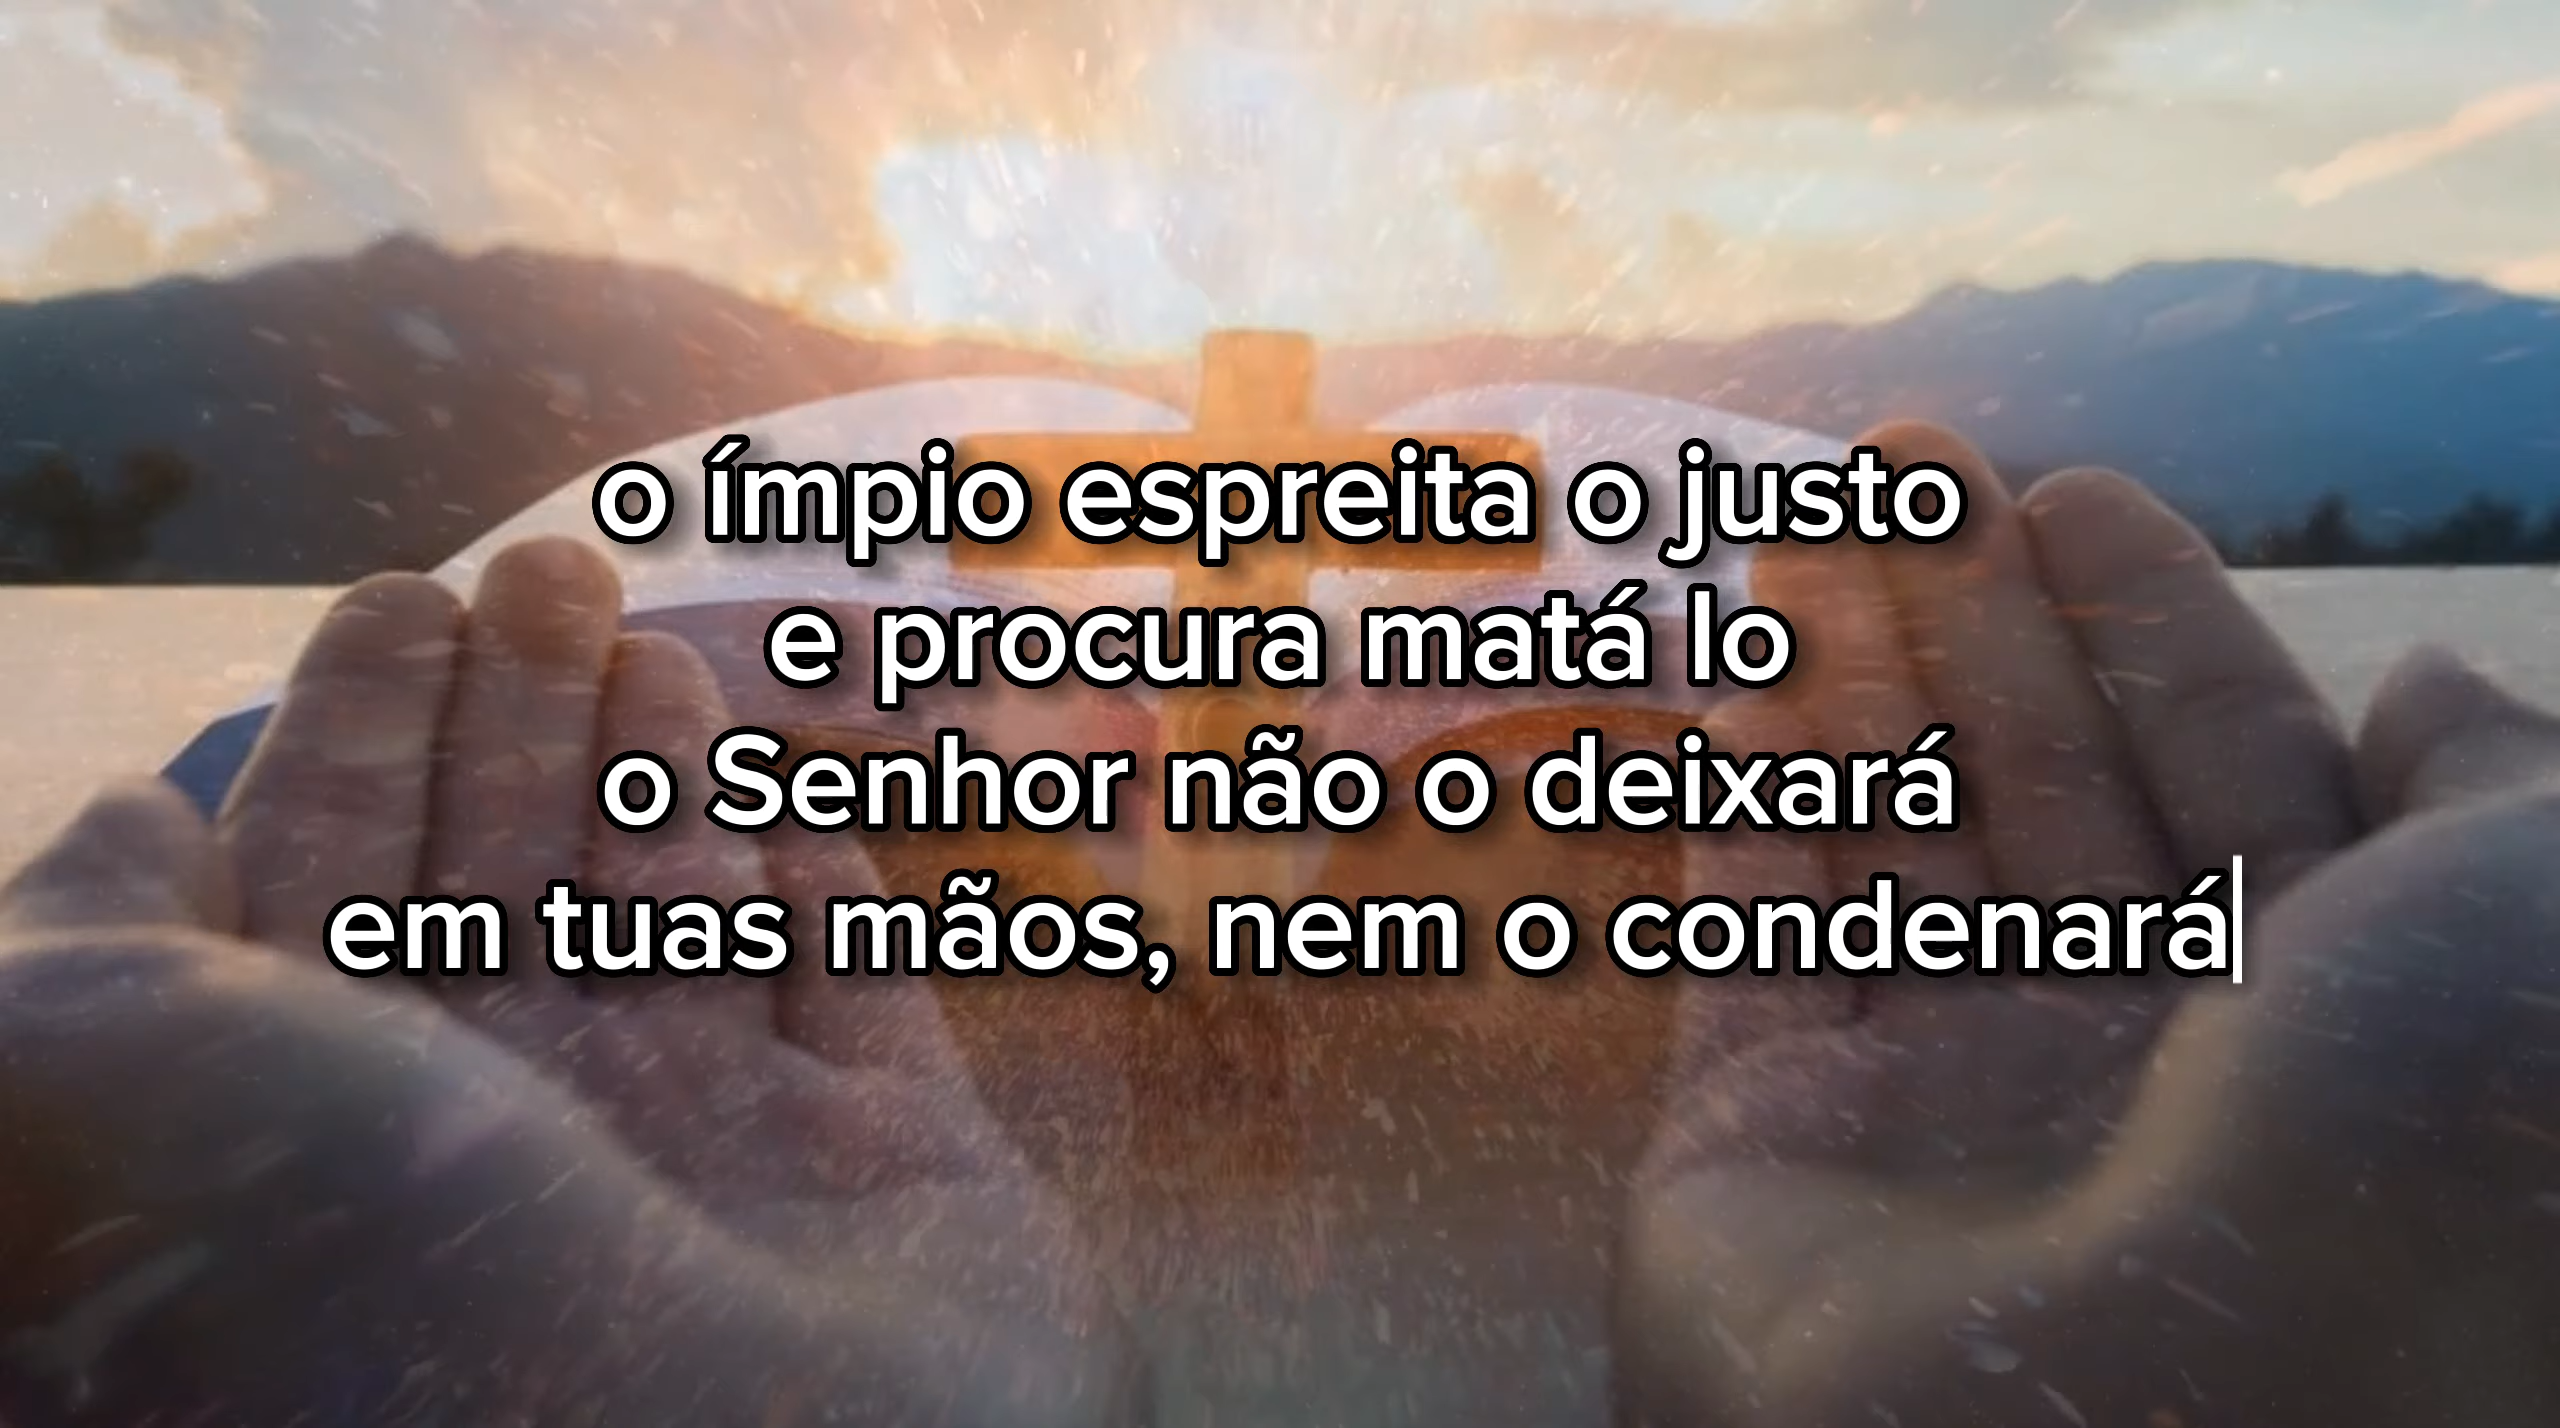 o ímpio espreita o justo
e procura matá lo
o Senhor não o deixará
em tuas mãos, nem o condenará